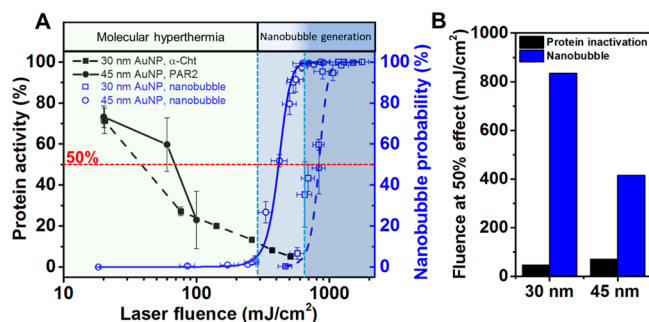 A
Molecular hyperthermia
Nanobubble generation
30 nm AuNP, α-Cht
45 nm AuNP, PAR2
30 nm AuNP, nanobubble
45 nm AuNP, nanobubble
50%
Protein activity (%)
100
80
60
40
20
0
Nanobubble probability (%)
100
80
60
40
20
0
10
100
1000
Laser fluence (mJ/cm²)
B
Protein inactivation
Nanobubble
Fluence at 50% effect (mJ/cm²)
1000
800
600
400
200
0
30 nm
45 nm